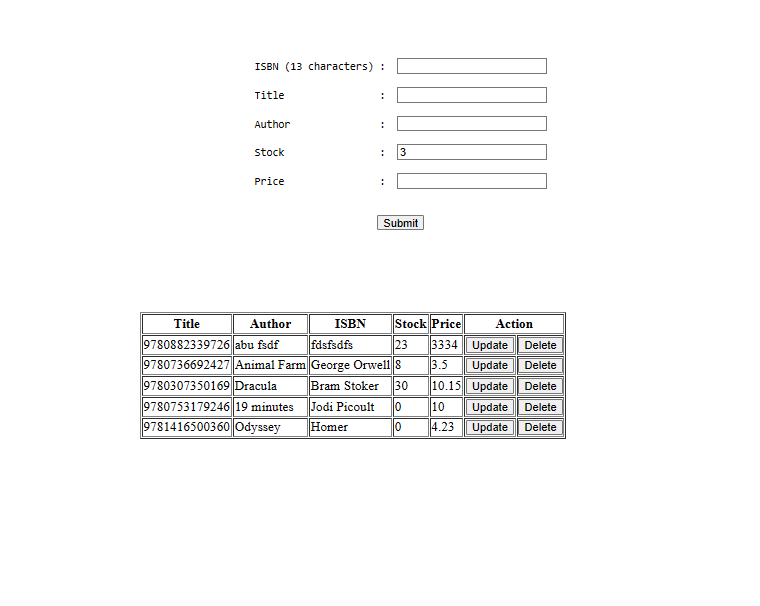 ISBN (13 characters) :
Title :
Author :
Stock : 3
Price :
Submit
Title Author ISBN Stock Price Action
9780882339726 abu fsdf fdsfsdfs 23 3334 Update Delete
9780736692427 Animal Farm George Orwell 8 3.5 Update Delete
9780307350169 Dracula Bram Stoker 30 10.15 Update Delete
9780753179246 19 minutes Jodi Picoult 0 10 Update Delete
9781416500360 Odyssey Homer 0 4.23 Update Delete